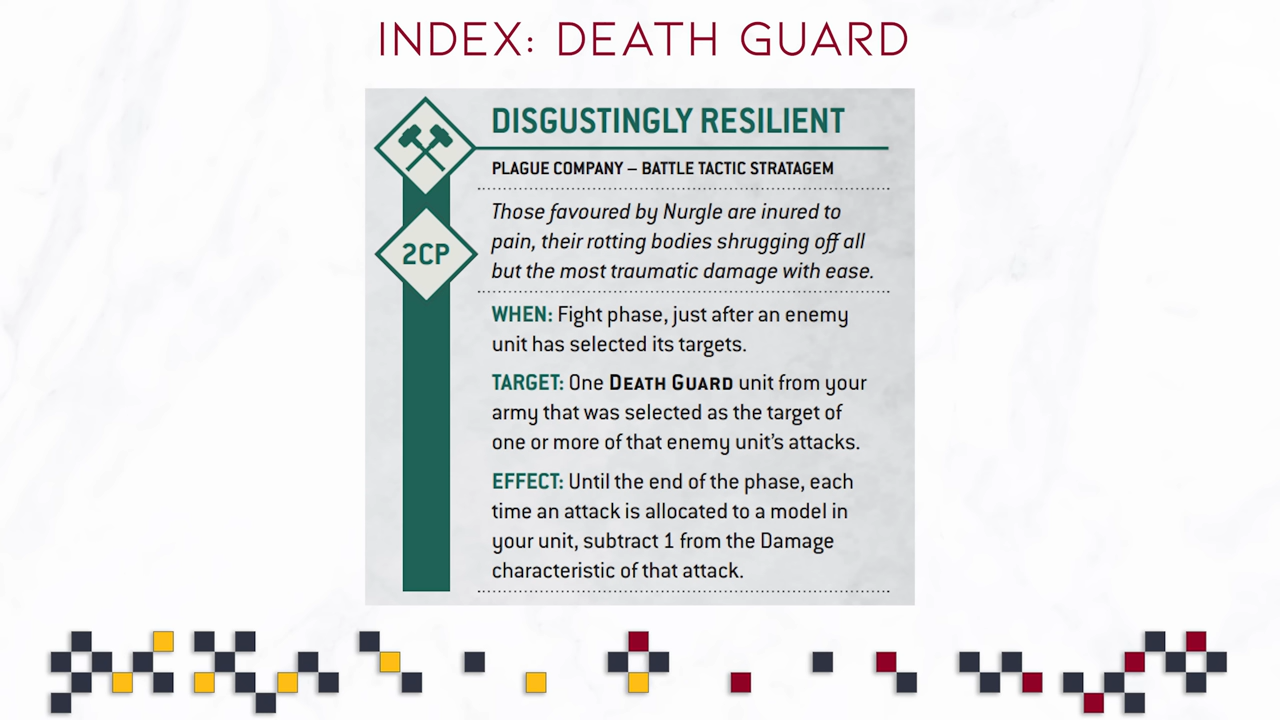 INDEX: DEATH GUARD
DISGUSTINGLY RESILIENT
PLAGUE COMPANY – BATTLE TACTIC STRATAGEM
2CP
Those favoured by Nurgle are inured to
pain, their rotting bodies shrugging off all
but the most traumatic damage with ease.
WHEN: Fight phase, just after an enemy
unit has selected its targets.
TARGET: One DEATH GUARD unit from your
army that was selected as the target of
one or more of that enemy unit's attacks.
EFFECT: Until the end of the phase, each
time an attack is allocated to a model in
your unit, subtract 1 from the Damage
characteristic of that attack.